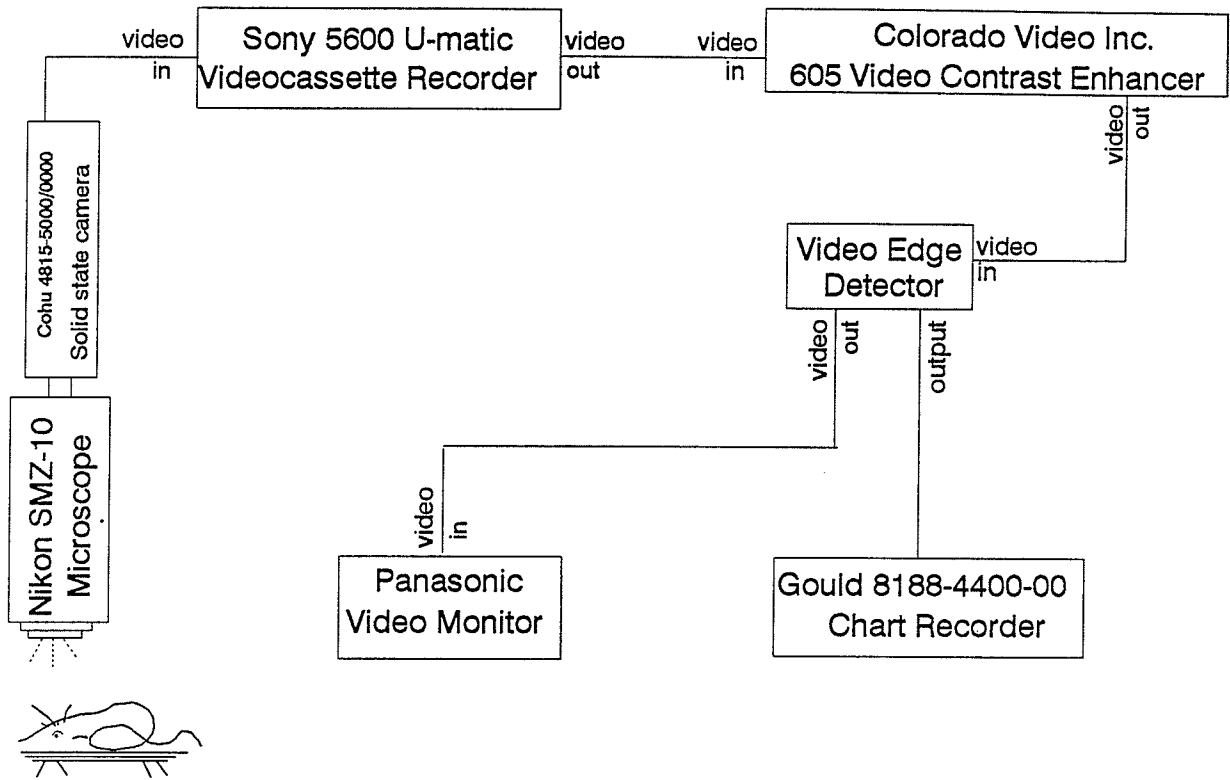 video
in
Sony 5600 U-matic
Videocassette Recorder
video
out
video
in
Colorado Video Inc.
605 Video Contrast Enhancer
video
out
Cohu 4815-5000/0000
Solid state camera
Video Edge
Detector
video
in
video
out
output
Nikon SMZ-10
Microscope
video
in
Panasonic
Video Monitor
Gould 8188-4400-00
Chart Recorder